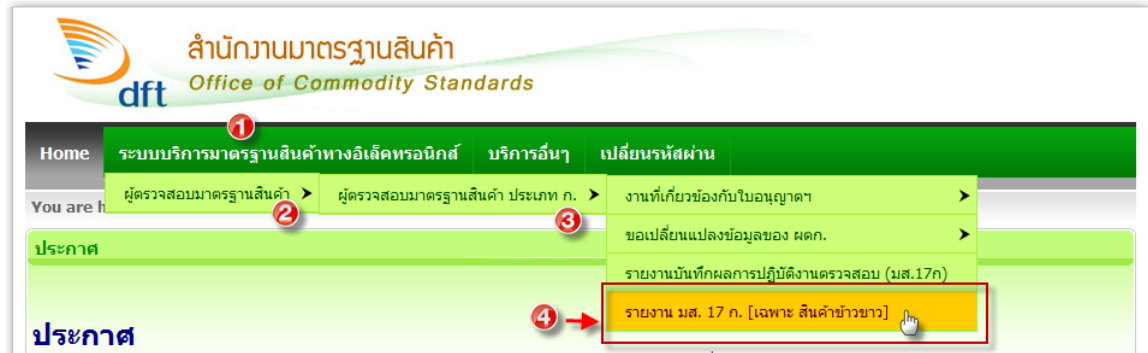 สำนักงานมาตรฐานสินค้า
dft Office of Commodity Standards
1
Home ระบบบริการมาตรฐานสินค้าทางอิเล็คทรอนิกส์ บริการอื่นๆ เปลี่ยนรหัสผ่าน
ผู้ตรวจสอบมาตรฐานสินค้า ผู้ตรวจสอบมาตรฐานสินค้า ประเภท ก. งานที่เกี่ยวข้องกับใบอนุญาตฯ
You are h
2
3
ขอเปลี่ยนแปลงข้อมูลของ ผตก.
ประกาศ
รายงานบันทึกผลการปฏิบัติงานตรวจสอบ (มส.17ก)
4
รายงาน มส. 17 ก. [เฉพาะ สินค้าข้าวขาว]
ประกาศ